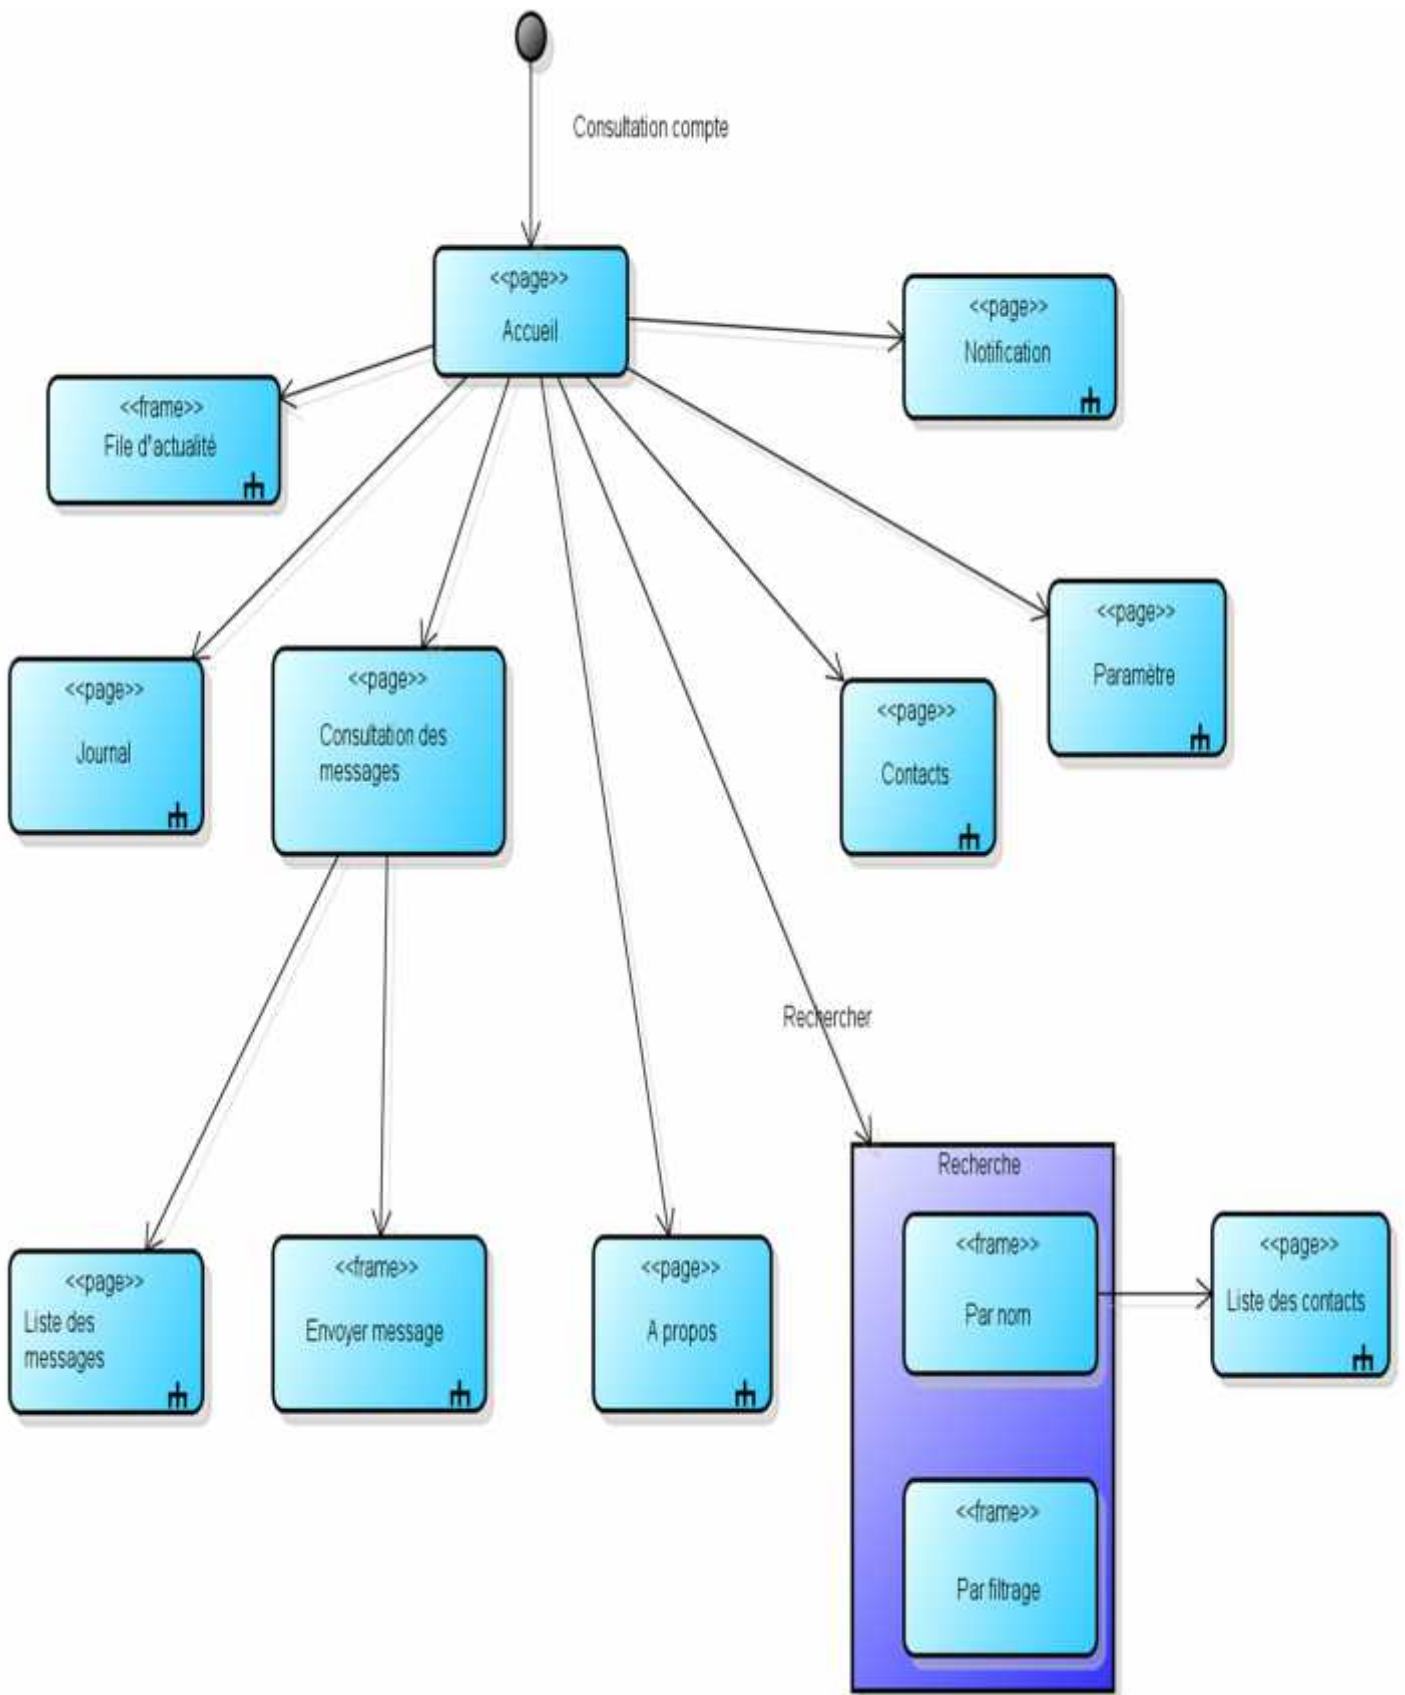 Consultation compte
<<page>>
Accueil
<<page>>
Notification
<<frame>>
File d'actualité
<<page>>
Paramètre
<<page>>
Journal
<<page>>
Consultation des
messages
<<page>>
Contacts
Rechercher
Recherche
<<page>>
Liste des
messages
<<frame>>
Envoyer message
<<page>>
A propos
<<frame>>
Par nom
<<page>>
Liste des contacts
<<frame>>
Par filtrage